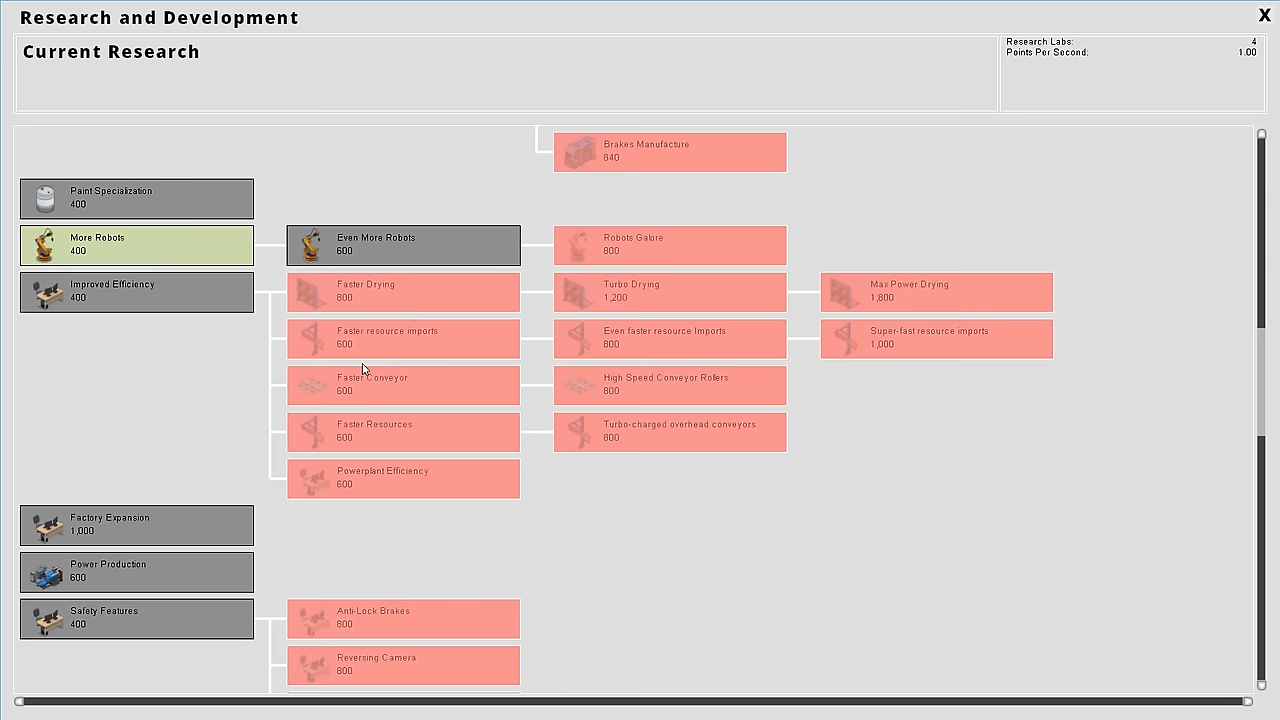 Research and Development
X
Current Research
Research Labs: 4
Points Per Second: 1.00
Brakes Manufacture
840
Paint Specialization
400
More Robots
400
Even More Robots
600
Robots Galore
800
Improved Efficiency
400
Faster Drying
800
Turbo Drying
1,200
Max Power Drying
1,800
Faster resource imports
600
Even faster resource Imports
800
Super-fast resource imports
1,000
Faster Conveyor
600
High Speed Conveyor Rollers
800
Faster Resources
600
Turbo-charged overhead conveyors
800
Powerplant Efficiency
600
Factory Expansion
1,000
Power Production
600
Safety Features
400
Anti-Lock Brakes
800
Reversing Camera
800